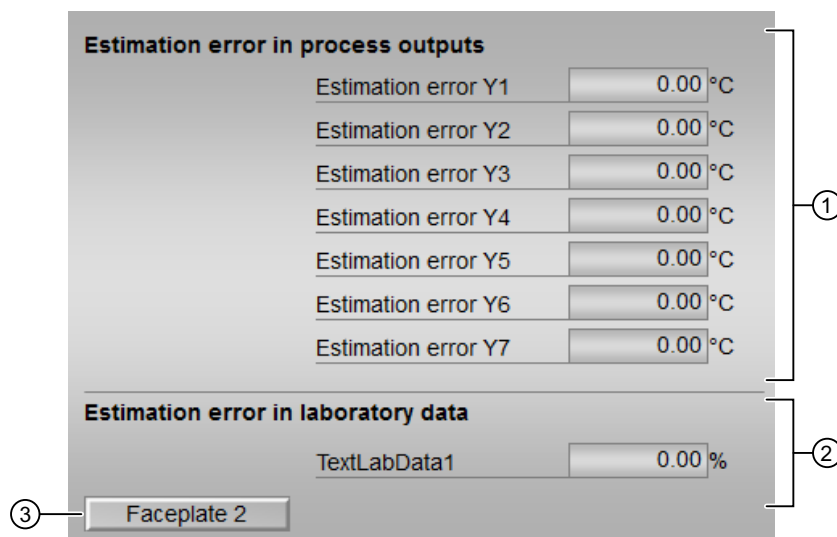 Estimation error in process outputs
Estimation error Y1 0.00 °C
Estimation error Y2 0.00 °C
Estimation error Y3 0.00 °C
Estimation error Y4 0.00 °C
Estimation error Y5 0.00 °C
Estimation error Y6 0.00 °C
Estimation error Y7 0.00 °C
1
Estimation error in laboratory data
TextLabData1 0.00 %
2
3 Faceplate 2